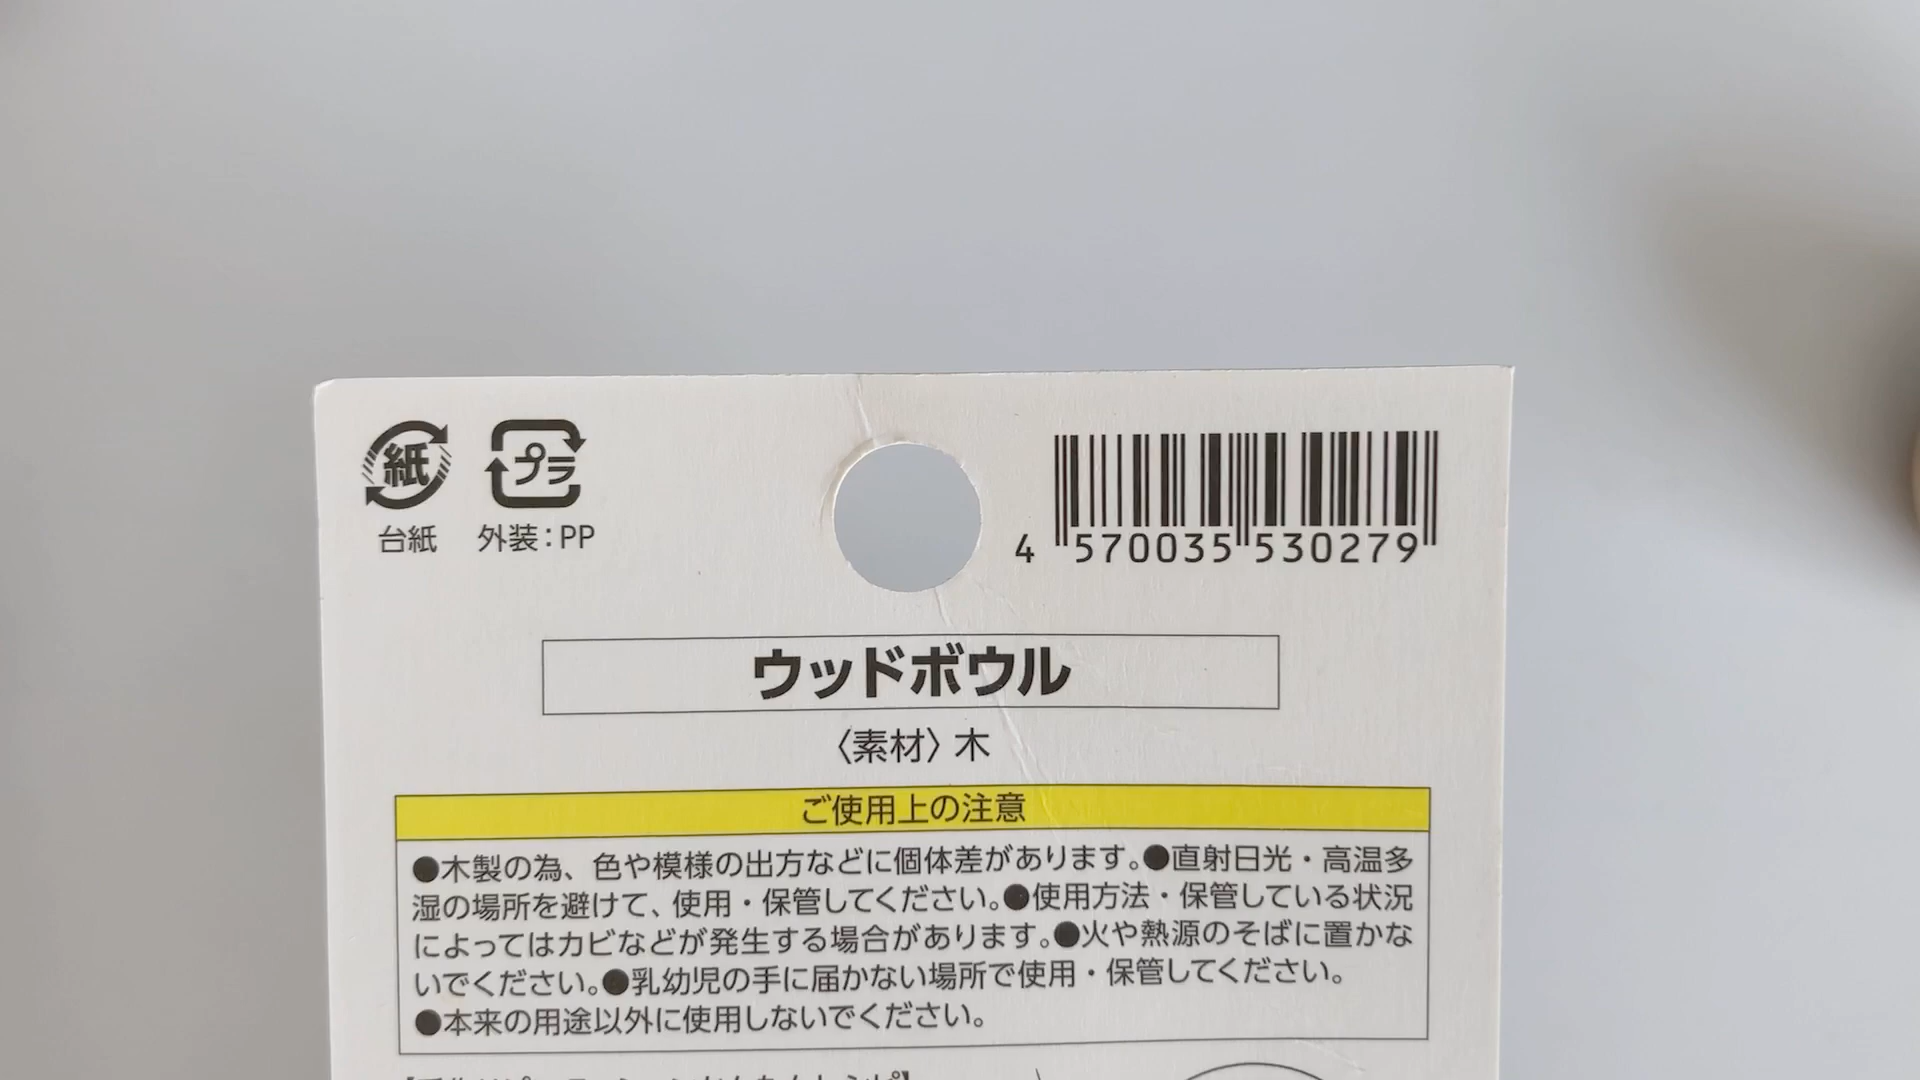 紙
プラ
台紙
外装：PP
4 570035 530279
ウッドボウル
〈素材〉木
ご使用上の注意
●木製の為、色や模様の出方などに個体差があります。●直射日光・高温多
湿の場所を避けて、使用・保管してください。●使用方法・保管している状況
によってはカビなどが発生する場合があります。●火や熱源のそばに置かな
いでください。●乳幼児の手に届かない場所で使用・保管してください。
●本来の用途以外に使用しないでください。